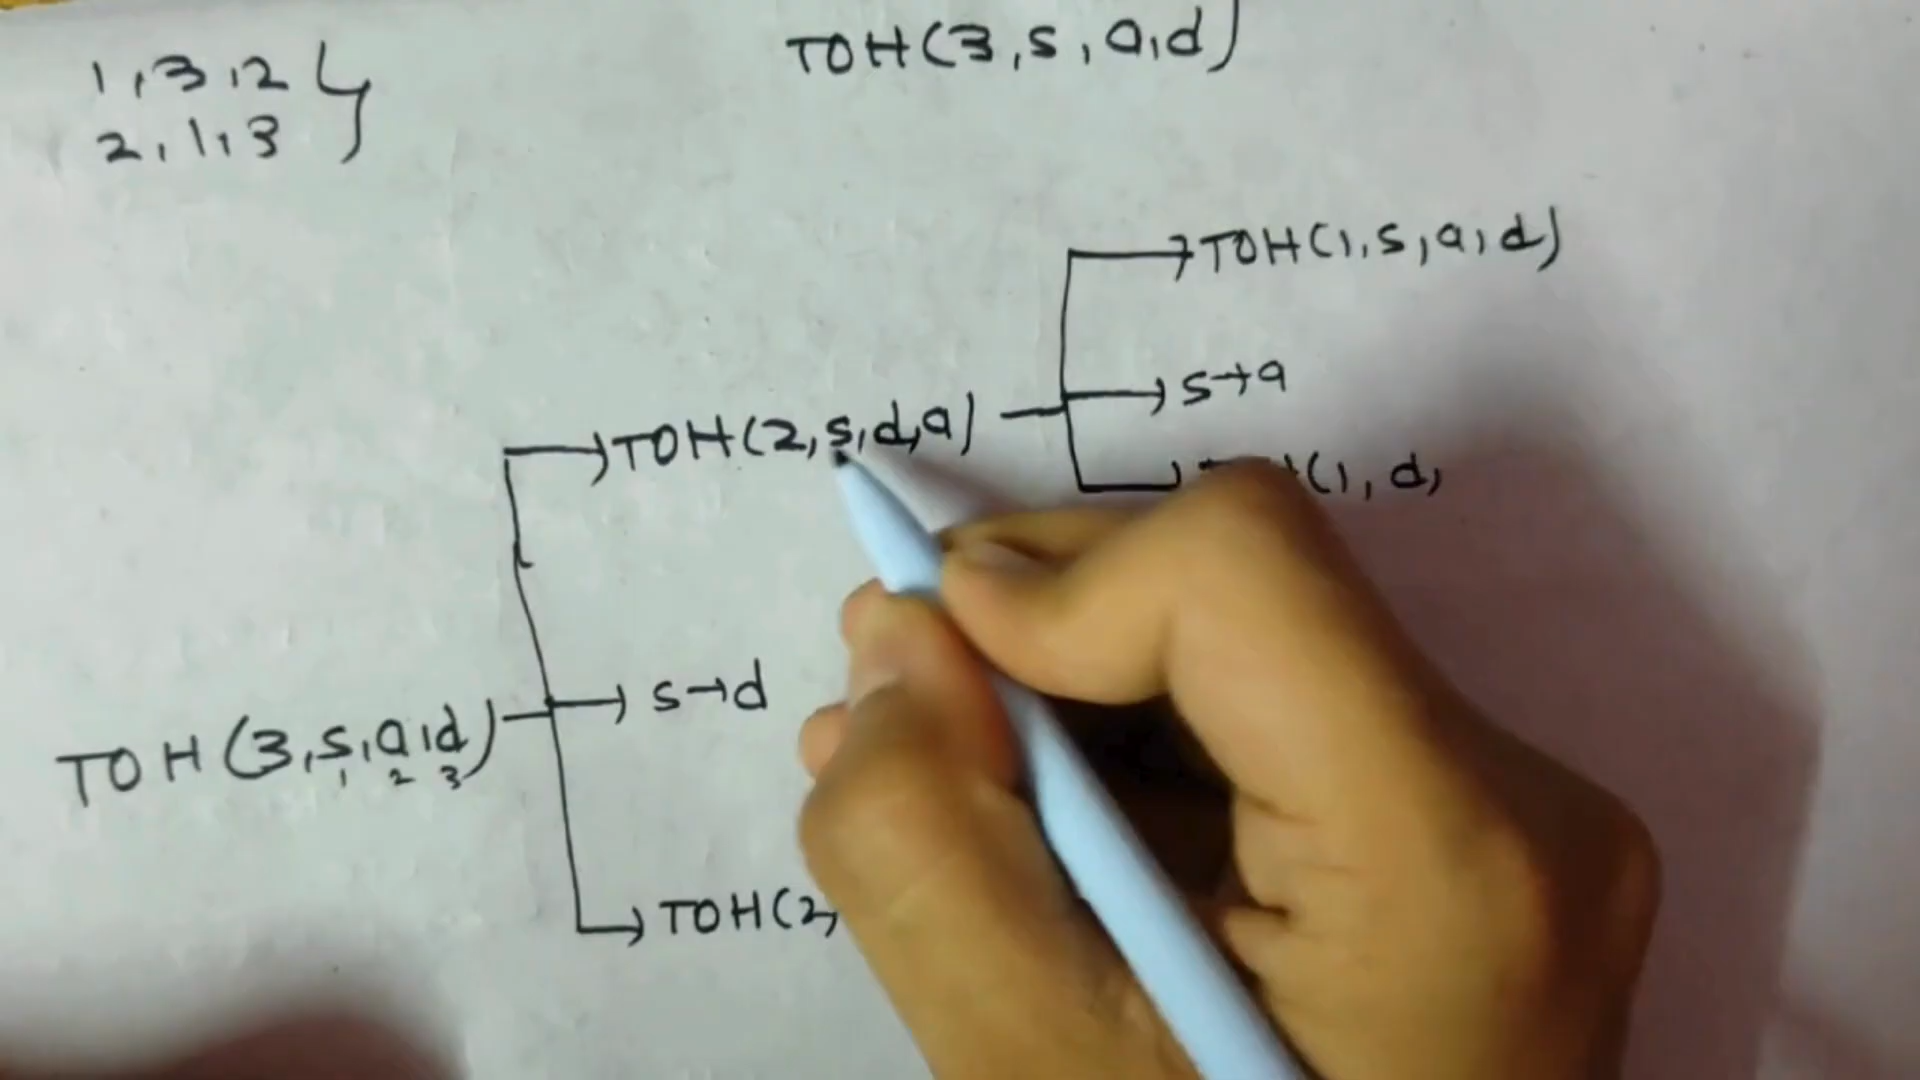 1,3,2
2,1,3
TOH(3,s,a,d)
TOH(1,s,a,d)
s→a
(1,d,
TOH(2,s,d,a)
s→d
TOH(3,s,a,d)
1 2 3
TOH(2,